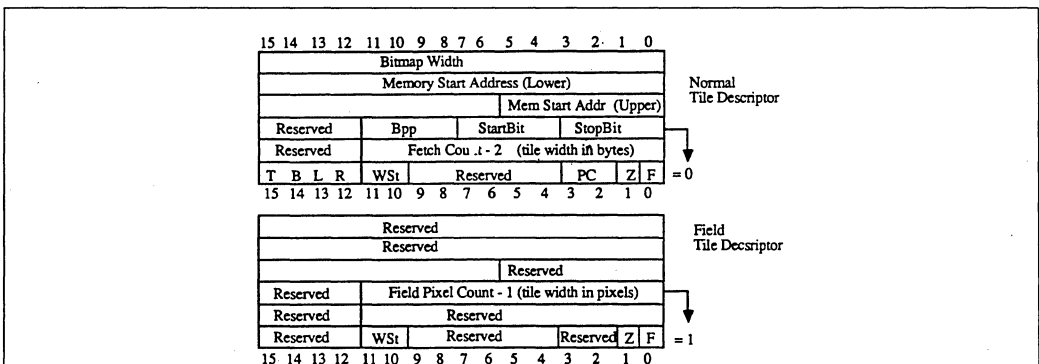 15 14 13 12 11 10 9 8 7 6 5 4 3 2 1 0
Bitmap Width
Memory Start Address (Lower)
Normal
Tile Descriptor
Mem Start Addr (Upper)
Reserved Bpp StartBit StopBit
Reserved Fetch Cou .t - 2 (tile width in bytes)
T B L R WSt Reserved PC Z F = 0
15 14 13 12 11 10 9 8 7 6 5 4 3 2 1 0
Reserved
Field
Tile Decsriptor
Reserved
Reserved
Reserved Field Pixel Count - 1 (tile width in pixels)
Reserved Reserved
Reserved WSt Reserved Reserved Z F = 1
15 14 13 12 11 10 9 8 7 6 5 4 3 2 1 0